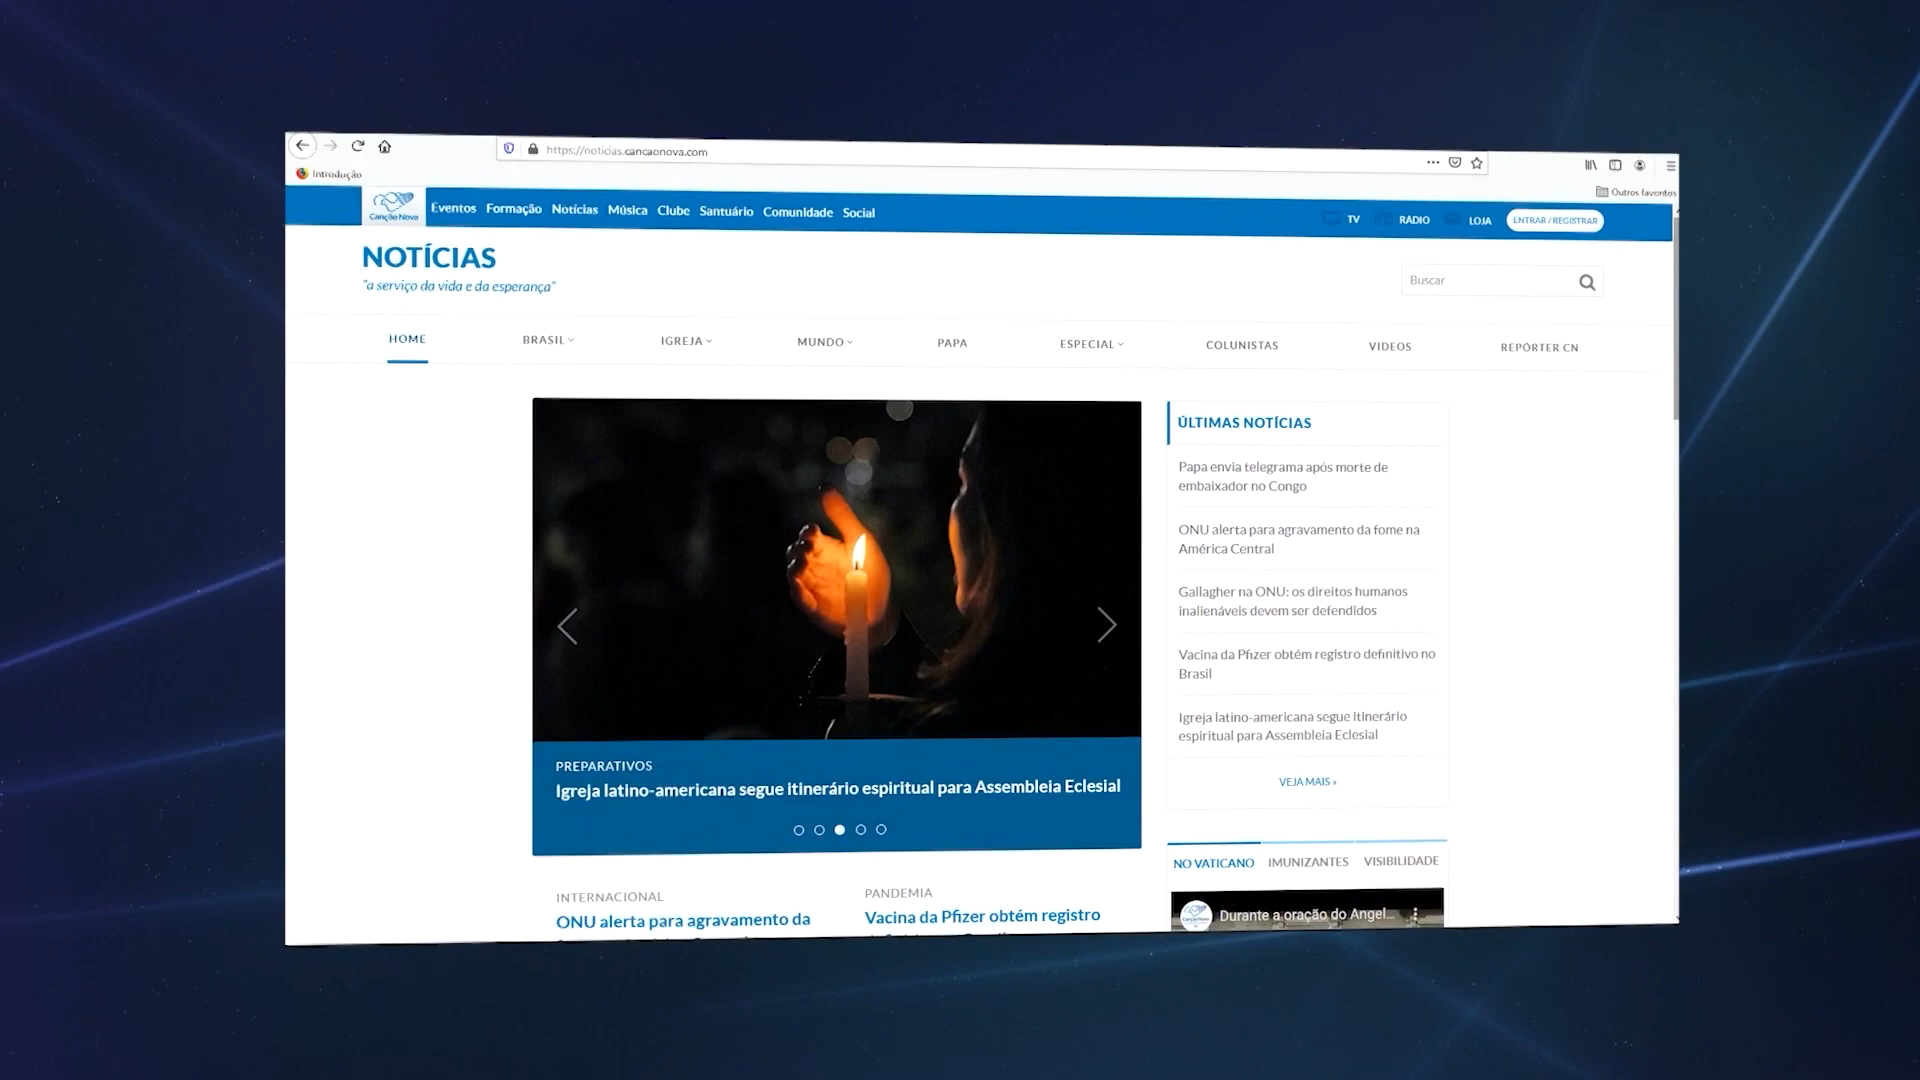 https://noticias.cancaonova.com
Introdução
Outros favoritos
Canção Nova
Eventos Formação Notícias Música Clube Santuário Comunidade Social
TV RÁDIO LOJA ENTRAR / REGISTRAR
NOTÍCIAS
"a serviço da vida e da esperança"
Buscar
HOME BRASIL IGREJA MUNDO PAPA ESPECIAL COLUNISTAS VIDEOS REPÓRTER CN
PREPARATIVOS
Igreja latino-americana segue itinerário espiritual para Assembleia Eclesial
ÚLTIMAS NOTÍCIAS
Papa envia telegrama após morte de
embaixador no Congo
ONU alerta para agravamento da fome na
América Central
Gallagher na ONU: os direitos humanos
inalienáveis devem ser defendidos
Vacina da Pfizer obtém registro definitivo no
Brasil
Igreja latino-americana segue itinerário
espiritual para Assembleia Eclesial
VEJA MAIS »
INTERNACIONAL
ONU alerta para agravamento da
PANDEMIA
Vacina da Pfizer obtém registro
NO VATICANO IMUNIZANTES VISIBILIDADE
Durante a oração do Angel...